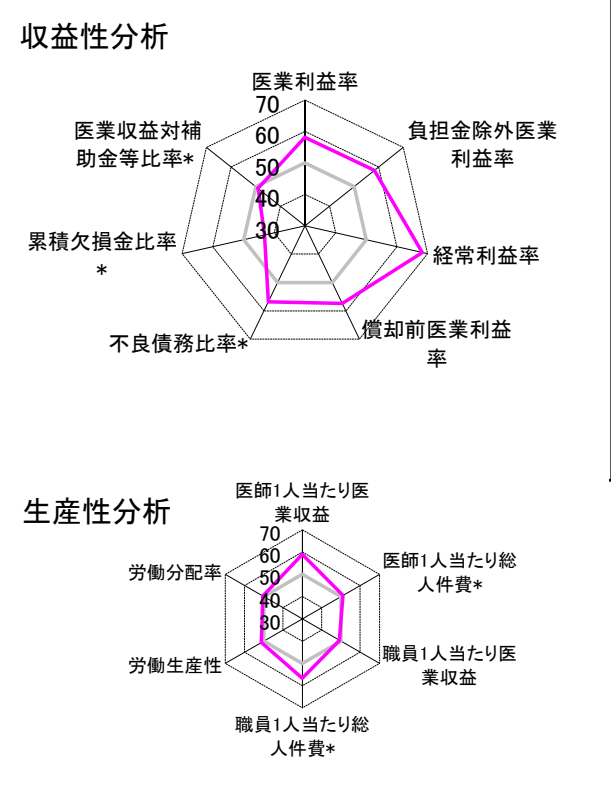 収益性分析
医業利益率
70
60
50
40
30
負担金除外医業
利益率
経常利益率
償却前医業利益
率
不良債務比率*
累積欠損金比率
*
医業収益対補
助金等比率*
生産性分析
医師1人当たり医
業収益
70
60
50
40
30
医師1人当たり総
人件費*
職員1人当たり医
業収益
職員1人当たり総
人件費*
労働生産性
労働分配率